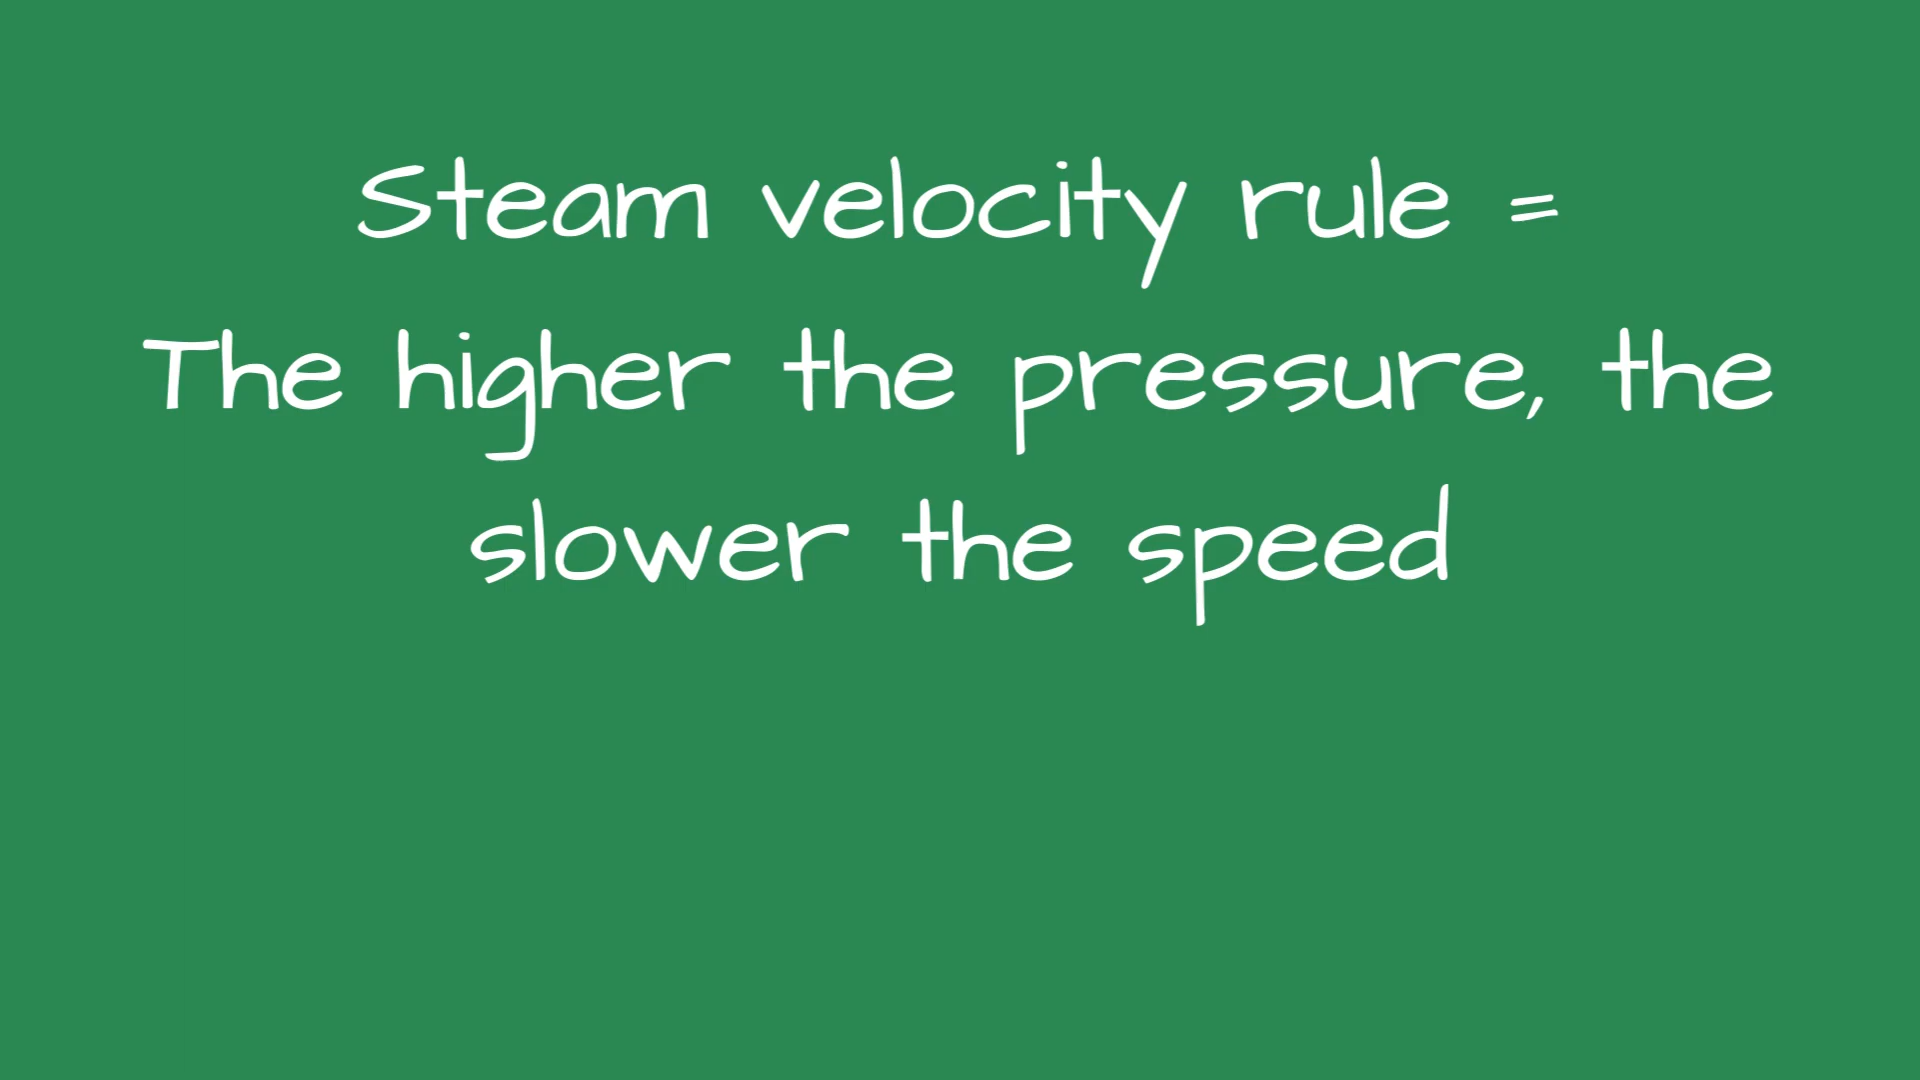 Steam velocity rule =
The higher the pressure, the
slower the speed